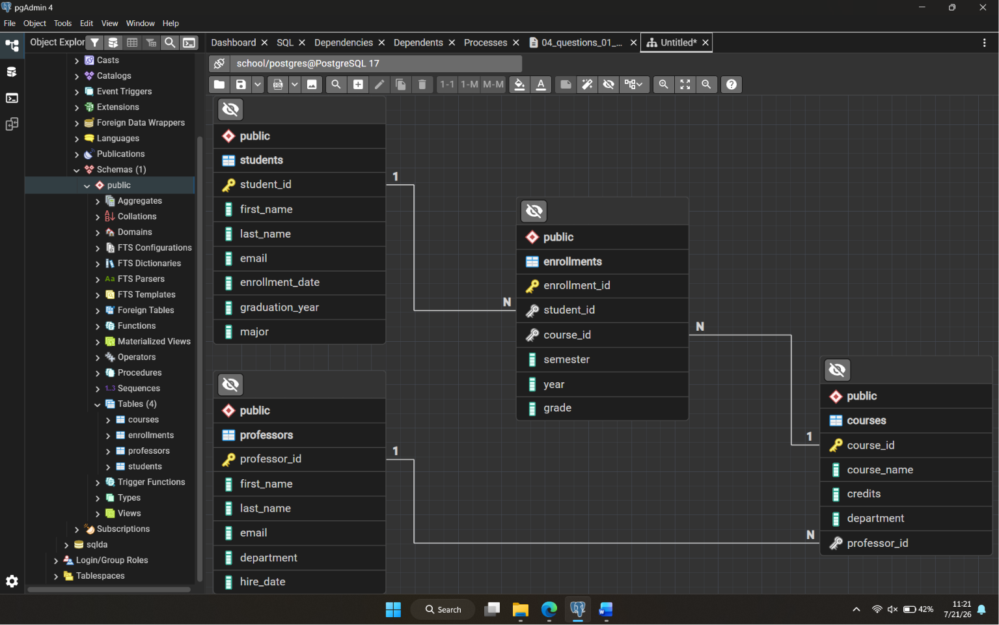 pgAdmin 4
File Object Tools Edit View Window Help
Object Explor
Dashboard SQL Dependencies Dependents Processes 04_questions_01_... Untitled*
school/postgres@PostgreSQL 17
SQL 1-1 1-M M-M A
Casts
Catalogs
Event Triggers
Extensions
Foreign Data Wrappers
Languages
Publications
Schemas (1)
public
Aggregates
Collations
Domains
FTS Configurations
FTS Dictionaries
Aa FTS Parsers
FTS Templates
Foreign Tables
Functions
Materialized Views
Operators
Procedures
1..3 Sequences
Tables (4)
courses
enrollments
professors
students
Trigger Functions
Types
Views
Subscriptions
sqlda
Login/Group Roles
Tablespaces
public
students
student_id
first_name
last_name
email
enrollment_date
graduation_year
major
1
N
public
professors
professor_id
first_name
last_name
email
department
hire_date
1
N
public
enrollments
enrollment_id
student_id
course_id
semester
year
grade
N
1
public
courses
course_id
course_name
credits
department
professor_id
Search
42%
11:21
7/21/26